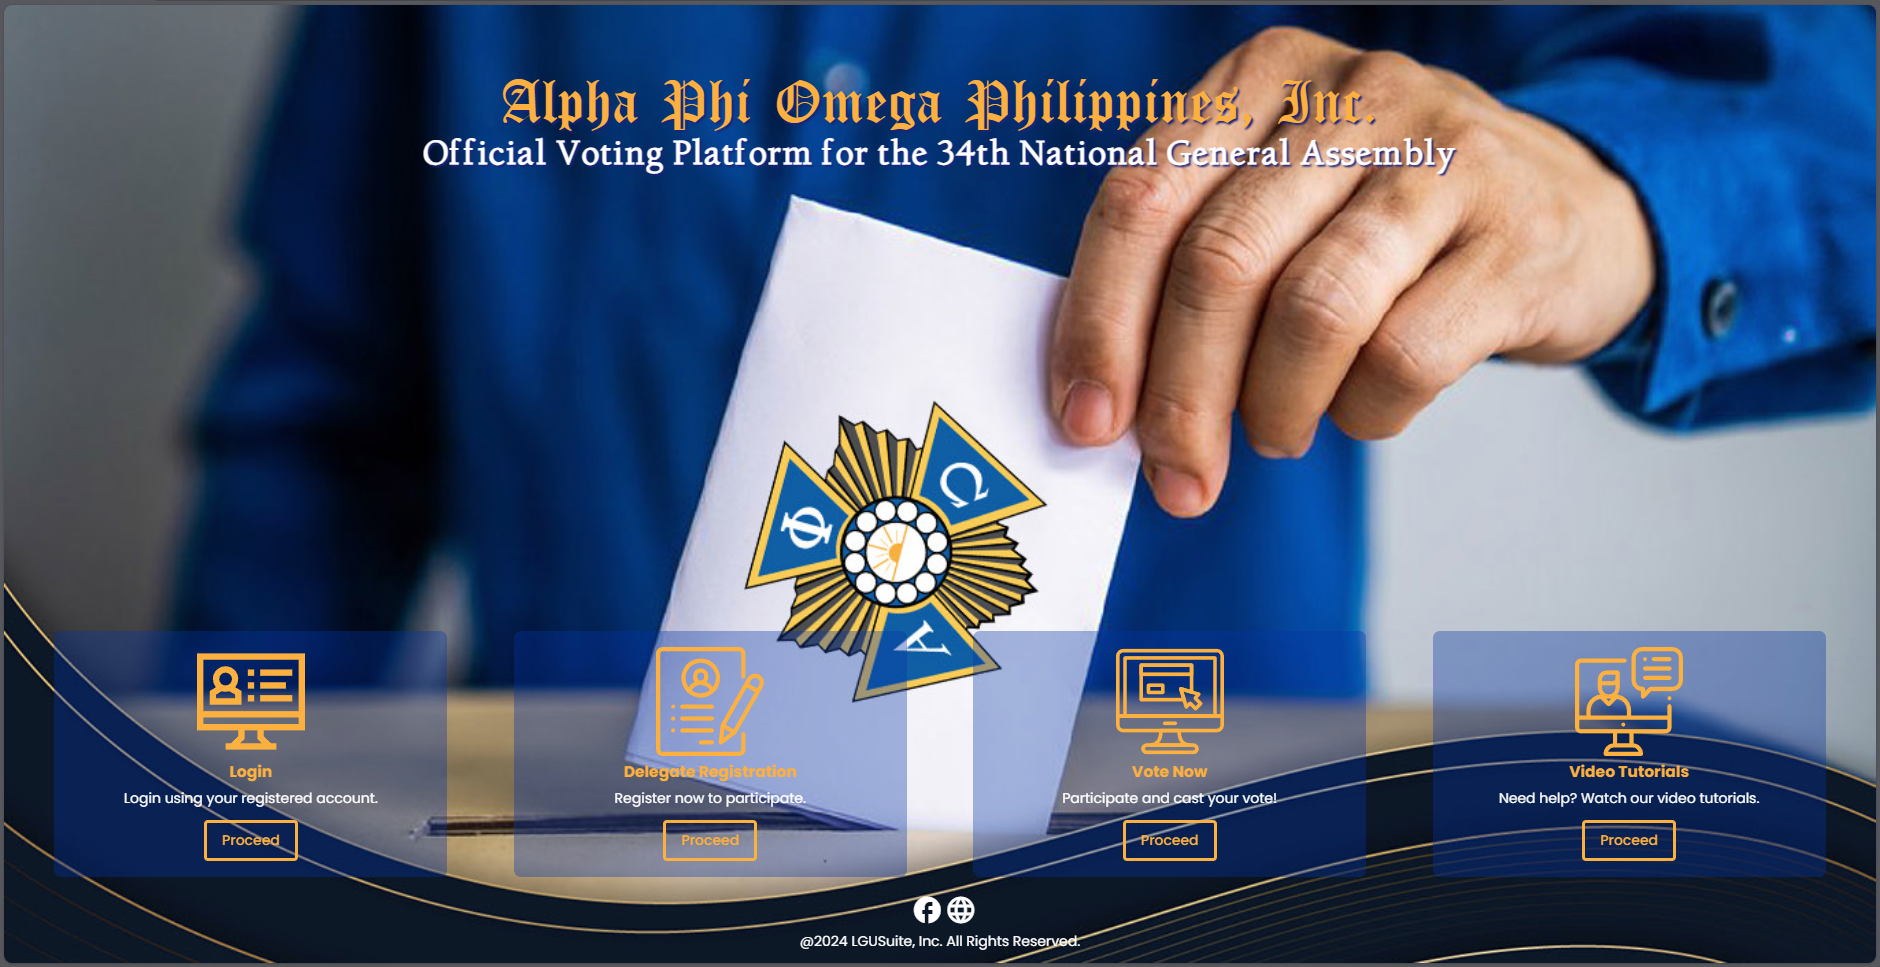 Alpha Phi Omega Philippines, Inc.
Official Voting Platform for the 34th National General Assembly
Φ
Ω
A
Login
Login using your registered account.
Proceed
Delegate Registration
Register now to participate.
Proceed
Vote Now
Participate and cast your vote!
Proceed
Video Tutorials
Need help? Watch our video tutorials.
Proceed
@2024 LGUSuite, Inc. All Rights Reserved.